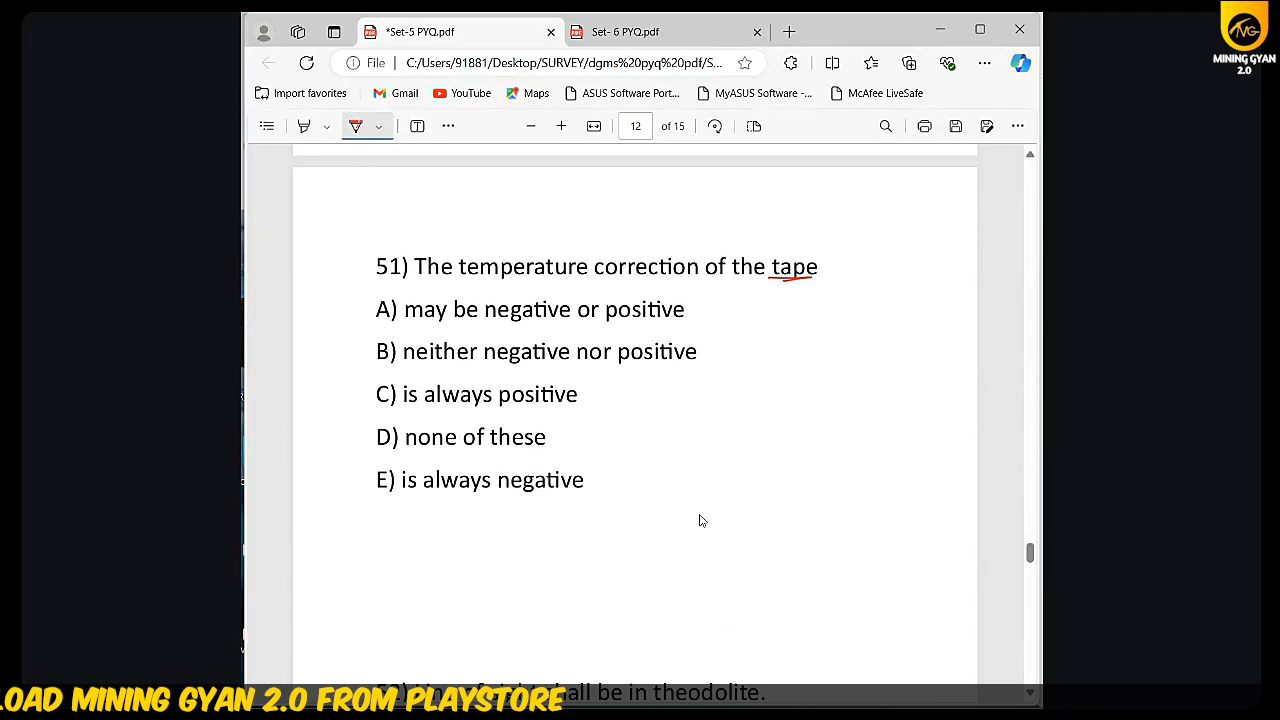 *Set-5 PYQ.pdf
Set- 6 PYQ.pdf
File
C:/Users/91881/Desktop/SURVEY/dgms%20pyq%20pdf/S...
Import favorites
Gmail
YouTube
Maps
ASUS Software Port...
MyASUS Software -...
McAfee LiveSafe
12
of 15
MINING GYAN
2.0
51) The temperature correction of the tape
A) may be negative or positive
B) neither negative nor positive
C) is always positive
D) none of these
E) is always negative
hall be in theodolite.
OAD MINING GYAN 2.0 FROM PLAYSTORE